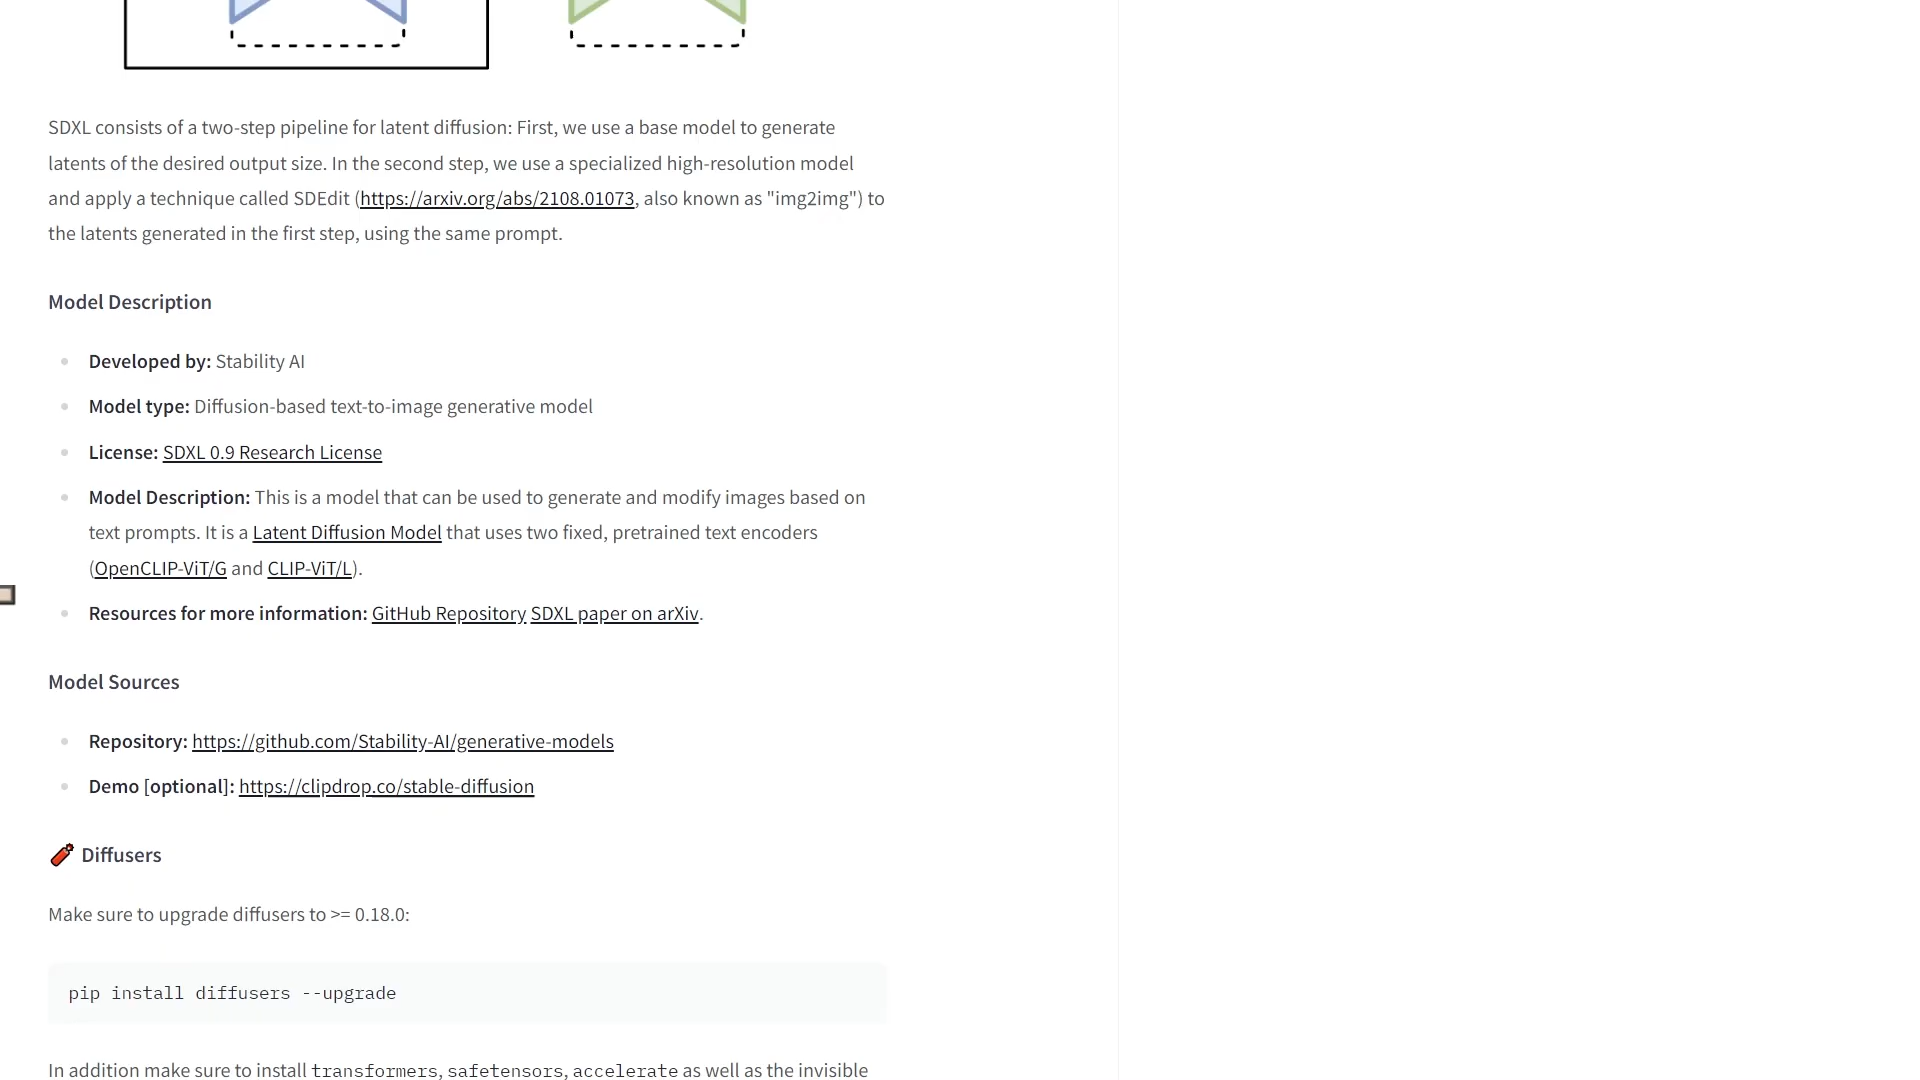 SDXL consists of a two-step pipeline for latent diffusion: First, we use a base model to generate
latents of the desired output size. In the second step, we use a specialized high-resolution model
and apply a technique called SDEdit (https://arxiv.org/abs/2108.01073, also known as "img2img") to
the latents generated in the first step, using the same prompt.
Model Description
Developed by: Stability AI
Model type: Diffusion-based text-to-image generative model
License: SDXL 0.9 Research License
Model Description: This is a model that can be used to generate and modify images based on
text prompts. It is a Latent Diffusion Model that uses two fixed, pretrained text encoders
(OpenCLIP-ViT/G and CLIP-ViT/L).
Resources for more information: GitHub Repository SDXL paper on arXiv.
Model Sources
Repository: https://github.com/Stability-AI/generative-models
Demo [optional]: https://clipdrop.co/stable-diffusion
🧨 Diffusers
Make sure to upgrade diffusers to >= 0.18.0:
pip install diffusers --upgrade
In addition make sure to install transformers, safetensors, accelerate as well as the invisible